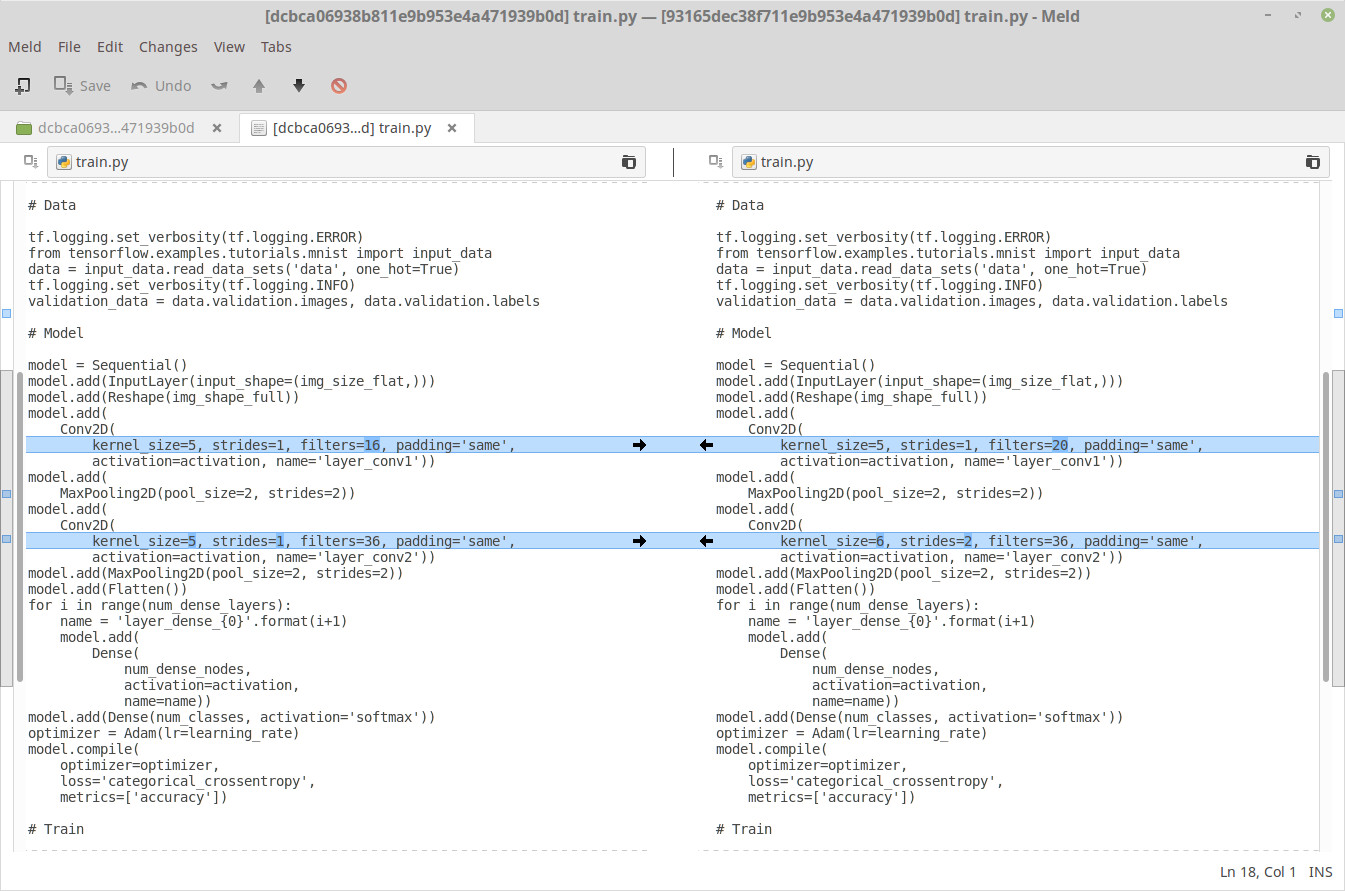 [dcbca06938b811e9b953e4a471939b0d] train.py — [93165dec38f711e9b953e4a471939b0d] train.py - Meld
Meld File Edit Changes View Tabs
Save Undo
dcbca0693...471939b0d [dcbca0693...d] train.py
train.py
train.py
# Data
tf.logging.set_verbosity(tf.logging.ERROR)
from tensorflow.examples.tutorials.mnist import input_data
data = input_data.read_data_sets('data', one_hot=True)
tf.logging.set_verbosity(tf.logging.INFO)
validation_data = data.validation.images, data.validation.labels
# Model
model = Sequential()
model.add(InputLayer(input_shape=(img_size_flat,)))
model.add(Reshape(img_shape_full))
model.add(
    Conv2D(
        kernel_size=5, strides=1, filters=16, padding='same',
        activation=activation, name='layer_conv1'))
model.add(
    MaxPooling2D(pool_size=2, strides=2))
model.add(
    Conv2D(
        kernel_size=5, strides=1, filters=36, padding='same',
        activation=activation, name='layer_conv2'))
model.add(MaxPooling2D(pool_size=2, strides=2))
model.add(Flatten())
for i in range(num_dense_layers):
    name = 'layer_dense_{0}'.format(i+1)
    model.add(
        Dense(
            num_dense_nodes,
            activation=activation,
            name=name))
model.add(Dense(num_classes, activation='softmax'))
optimizer = Adam(lr=learning_rate)
model.compile(
    optimizer=optimizer,
    loss='categorical_crossentropy',
    metrics=['accuracy'])
# Train
# Data
tf.logging.set_verbosity(tf.logging.ERROR)
from tensorflow.examples.tutorials.mnist import input_data
data = input_data.read_data_sets('data', one_hot=True)
tf.logging.set_verbosity(tf.logging.INFO)
validation_data = data.validation.images, data.validation.labels
# Model
model = Sequential()
model.add(InputLayer(input_shape=(img_size_flat,)))
model.add(Reshape(img_shape_full))
model.add(
    Conv2D(
        kernel_size=5, strides=1, filters=20, padding='same',
        activation=activation, name='layer_conv1'))
model.add(
    MaxPooling2D(pool_size=2, strides=2))
model.add(
    Conv2D(
        kernel_size=6, strides=2, filters=36, padding='same',
        activation=activation, name='layer_conv2'))
model.add(MaxPooling2D(pool_size=2, strides=2))
model.add(Flatten())
for i in range(num_dense_layers):
    name = 'layer_dense_{0}'.format(i+1)
    model.add(
        Dense(
            num_dense_nodes,
            activation=activation,
            name=name))
model.add(Dense(num_classes, activation='softmax'))
optimizer = Adam(lr=learning_rate)
model.compile(
    optimizer=optimizer,
    loss='categorical_crossentropy',
    metrics=['accuracy'])
# Train
Ln 18, Col 1 INS